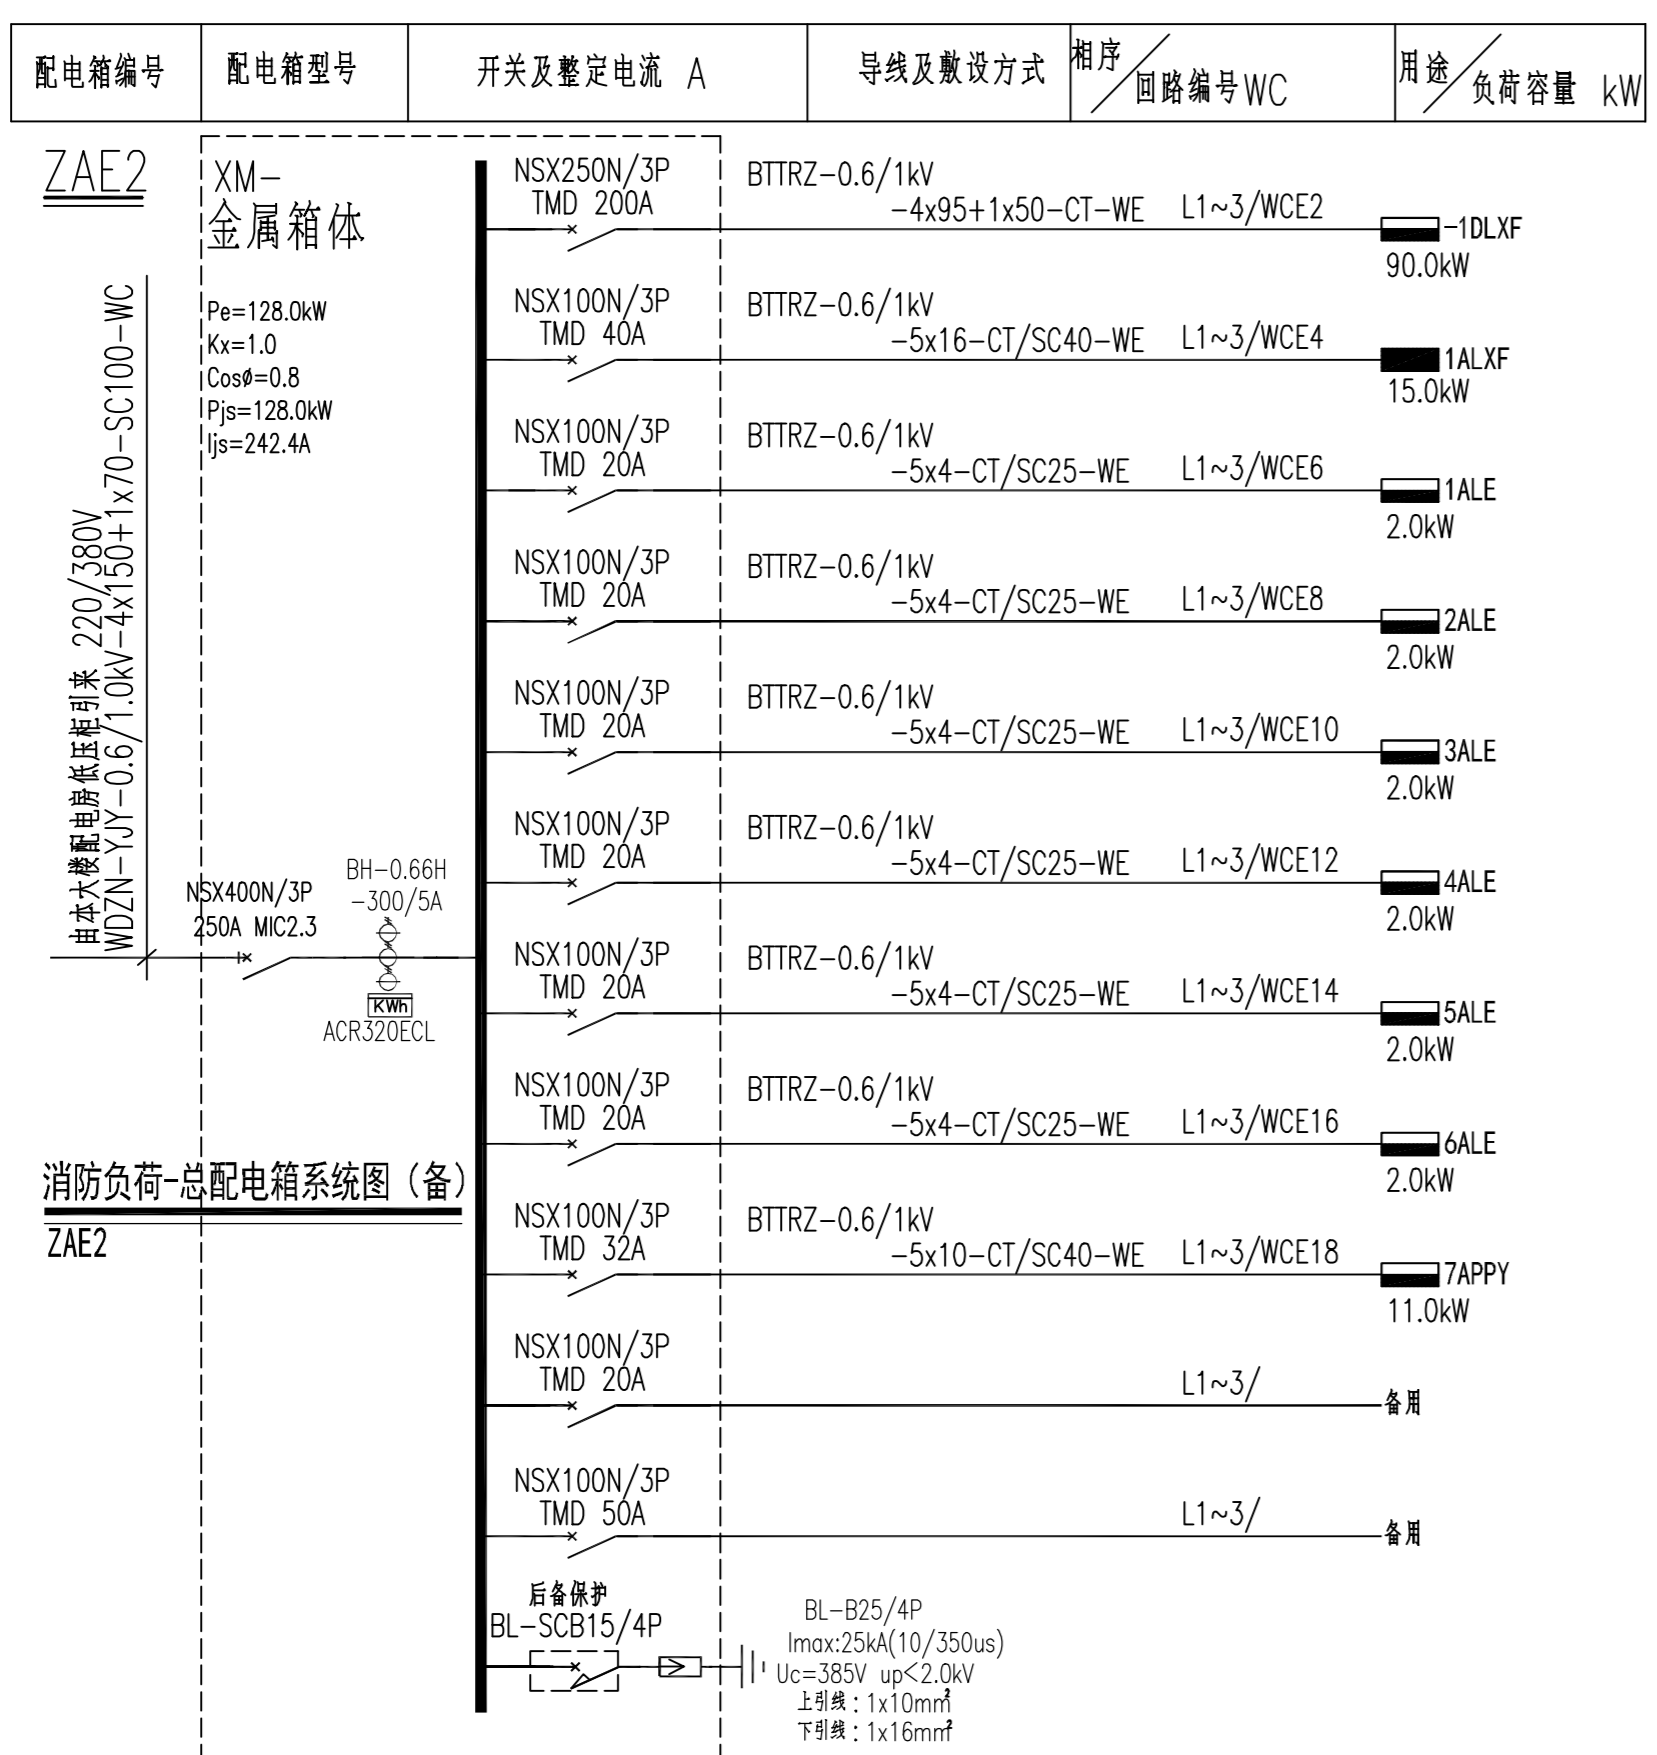 配电箱编号
配电箱型号
开关及整定电流 A
导线及敷设方式
相序
回路编号WC
用途
负荷容量 kW
ZAE2
XM-
金属箱体
Pe=128.0kW
Kx=1.0
Cosø=0.8
Pjs=128.0kW
Ijs=242.4A
由本大楼配电房低压柜引来 220/380V
WDZN-YJY-0.6/1.0kV-4x150+1x70-SC100-WC
NSX400N/3P
250A MIC2.3
BH-0.66H
-300/5A
KWh
ACR320ECL
NSX250N/3P
TMD 200A
BTTRZ-0.6/1kV
-4x95+1x50-CT-WE
L1~3/WCE2
-1DLXF
90.0kW
NSX100N/3P
TMD 40A
BTTRZ-0.6/1kV
-5x16-CT/SC40-WE
L1~3/WCE4
1ALXF
15.0kW
NSX100N/3P
TMD 20A
BTTRZ-0.6/1kV
-5x4-CT/SC25-WE
L1~3/WCE6
1ALE
2.0kW
NSX100N/3P
TMD 20A
BTTRZ-0.6/1kV
-5x4-CT/SC25-WE
L1~3/WCE8
2ALE
2.0kW
NSX100N/3P
TMD 20A
BTTRZ-0.6/1kV
-5x4-CT/SC25-WE
L1~3/WCE10
3ALE
2.0kW
NSX100N/3P
TMD 20A
BTTRZ-0.6/1kV
-5x4-CT/SC25-WE
L1~3/WCE12
4ALE
2.0kW
NSX100N/3P
TMD 20A
BTTRZ-0.6/1kV
-5x4-CT/SC25-WE
L1~3/WCE14
5ALE
2.0kW
NSX100N/3P
TMD 20A
BTTRZ-0.6/1kV
-5x4-CT/SC25-WE
L1~3/WCE16
6ALE
2.0kW
NSX100N/3P
TMD 32A
BTTRZ-0.6/1kV
-5x10-CT/SC40-WE
L1~3/WCE18
7APPY
11.0kW
NSX100N/3P
TMD 20A
L1~3/
备用
NSX100N/3P
TMD 50A
L1~3/
备用
后备保护
BL-SCB15/4P
BL-B25/4P
Imax:25kA(10/350us)
Uc=385V up<2.0kV
上引线：1x10mm²
下引线：1x16mm²
消防负荷-总配电箱系统图（备）
ZAE2